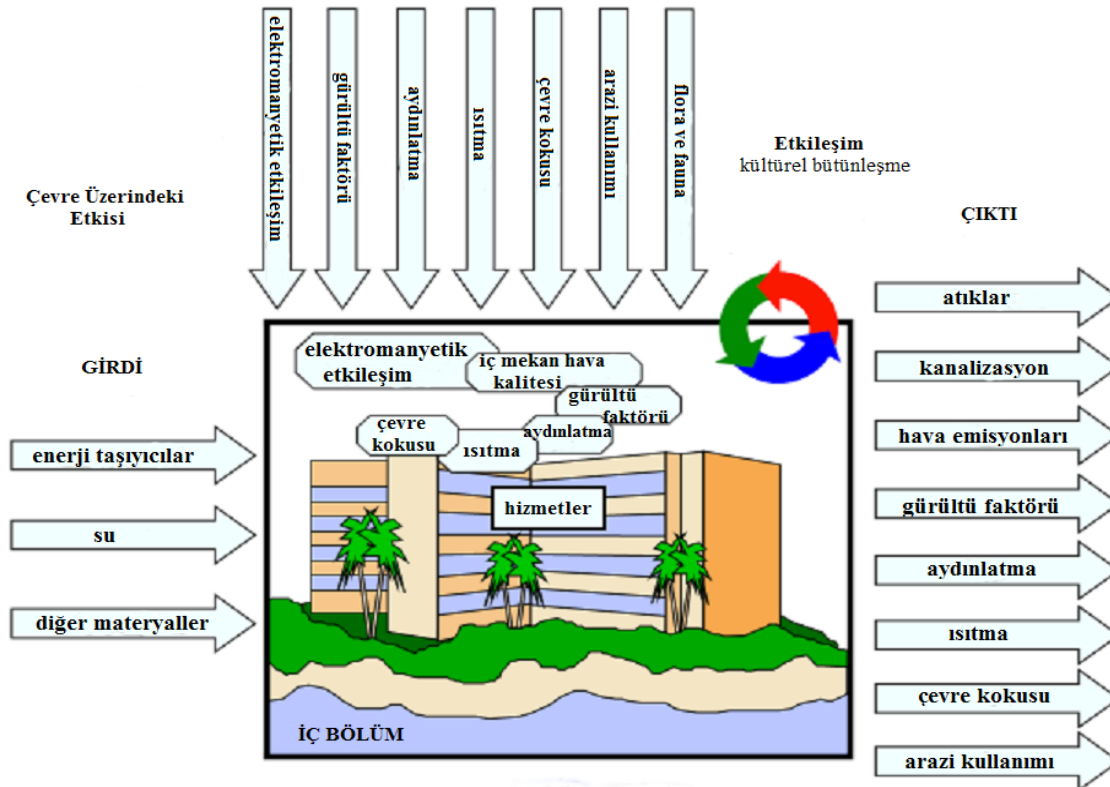 elektromanyetik etkileşim
gürültü faktörü
aydınlatma
ısıtma
çevre kokusu
arazi kullanımı
flora ve fauna
Etkileşim
kültürel bütünleşme
Çevre Üzerindeki
Etkisi
ÇIKTI
GİRDİ
enerji taşıyıcılar
su
diğer materyaller
elektromanyetik
etkileşim
iç mekan hava
kalitesi
gürültü
faktörü
aydınlatma
çevre
kokusu
ısıtma
hizmetler
İÇ BÖLÜM
atıklar
kanalizasyon
hava emisyonları
gürültü faktörü
aydınlatma
ısıtma
çevre kokusu
arazi kullanımı